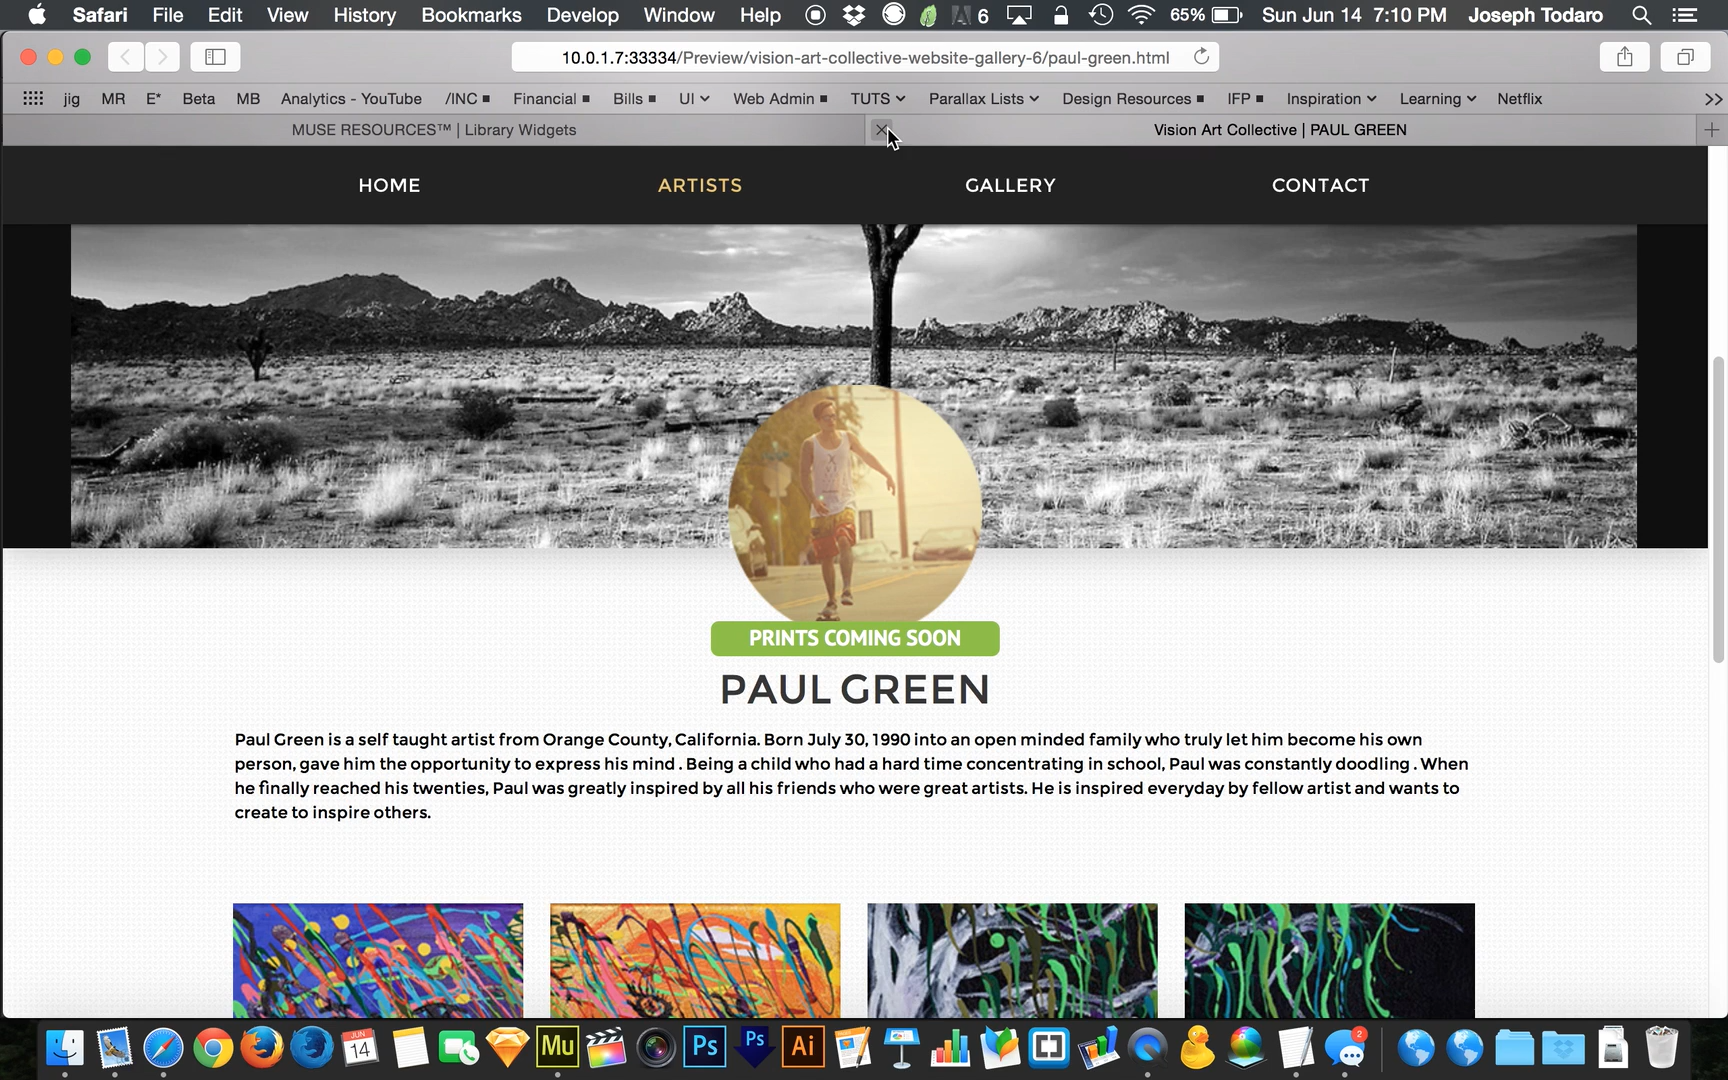 Safari File Edit View History Bookmarks Develop Window Help 6 65% Sun Jun 14 7:10 PM Joseph Todaro
10.0.1.7:33334/Preview/vision-art-collective-website-gallery-6/paul-green.html
jig MR E* Beta MB Analytics - YouTube /INC Financial Bills UI Web Admin TUTS Parallax Lists Design Resources IFP Inspiration Learning Netflix
MUSE RESOURCES™ | Library Widgets Vision Art Collective | PAUL GREEN
HOME ARTISTS GALLERY CONTACT
PRINTS COMING SOON
PAUL GREEN
Paul Green is a self taught artist from Orange County, California. Born July 30, 1990 into an open minded family who truly let him become his own
person, gave him the opportunity to express his mind . Being a child who had a hard time concentrating in school, Paul was constantly doodling . When
he finally reached his twenties, Paul was greatly inspired by all his friends who were great artists. He is inspired everyday by fellow artist and wants to
create to inspire others.
JUN
14 Mu Ps Ps Ai 2